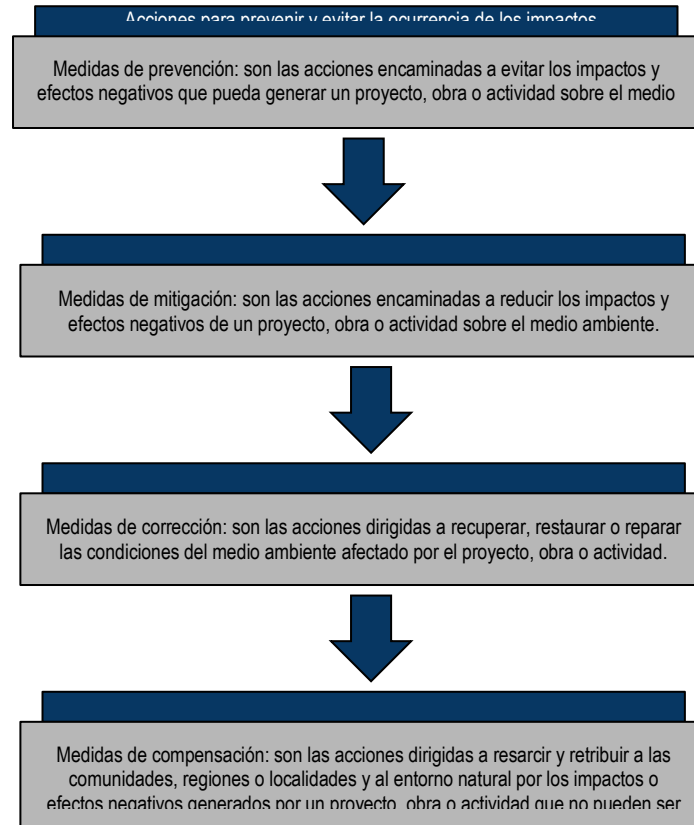 Acciones para prevenir y evitar la ocurrencia de los impactos
Medidas de prevención: son las acciones encaminadas a evitar los impactos y
efectos negativos que pueda generar un proyecto, obra o actividad sobre el medio
Medidas de mitigación: son las acciones encaminadas a reducir los impactos y
efectos negativos de un proyecto, obra o actividad sobre el medio ambiente.
Medidas de corrección: son las acciones dirigidas a recuperar, restaurar o reparar
las condiciones del medio ambiente afectado por el proyecto, obra o actividad.
Medidas de compensación: son las acciones dirigidas a resarcir y retribuir a las
comunidades, regiones o localidades y al entorno natural por los impactos o
efectos negativos generados por un proyecto, obra o actividad que no pueden ser